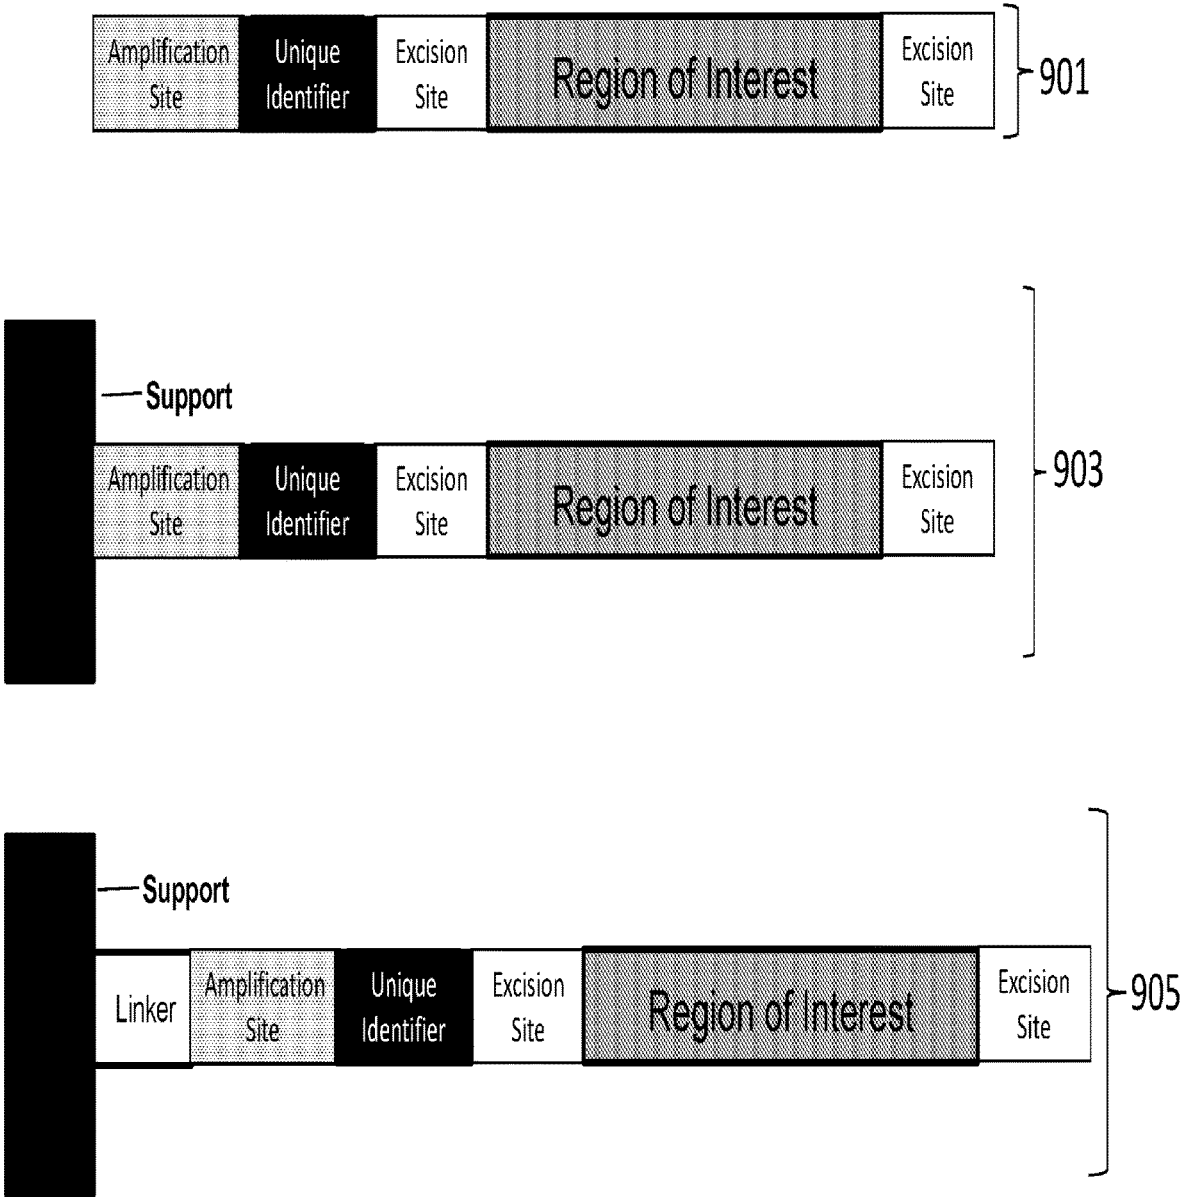 Amplification Site
Unique Identifier
Excision Site
Region of Interest
Excision Site
901
Support
Amplification Site
Unique Identifier
Excision Site
Region of Interest
Excision Site
903
Support
Linker
Amplification Site
Unique Identifier
Excision Site
Region of Interest
Excision Site
905